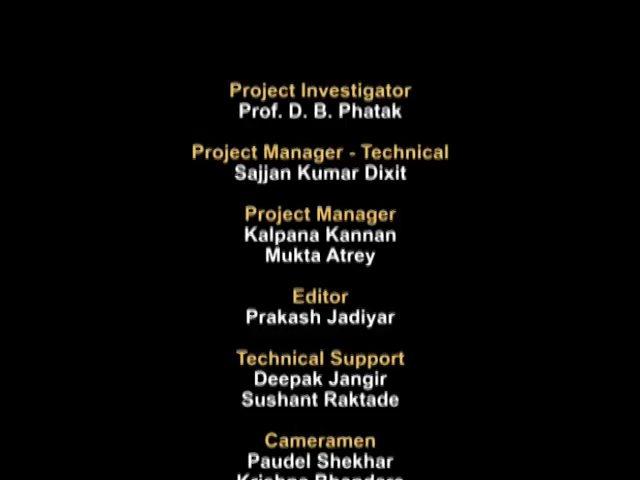 Project Investigator
Prof. D. B. Phatak
Project Manager - Technical
Sajjan Kumar Dixit
Project Manager
Kalpana Kannan
Mukta Atrey
Editor
Prakash Jadiyar
Technical Support
Deepak Jangir
Sushant Raktade
Cameramen
Paudel Shekhar